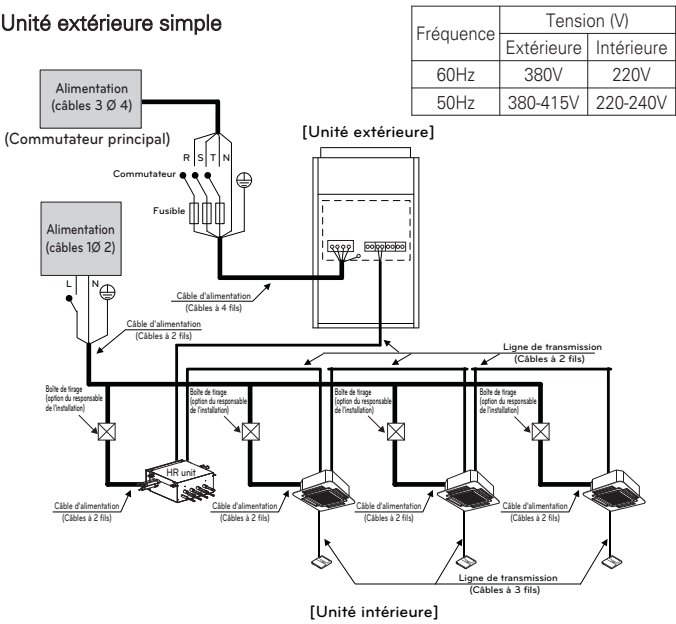 Unité extérieure simple
Fréquence
Tension (V)
Extérieure
Intérieure
60Hz
380V
220V
50Hz
380-415V
220-240V
Alimentation
(câbles 3 Ø 4)
(Commutateur principal)
[Unité extérieure]
R S T N
Commutateur
Fusible
Alimentation
(câbles 1Ø 2)
L N
Câble d'alimentation
(Câbles à 4 fils)
Câble d'alimentation
(Câbles à 2 fils)
Ligne de transmission
(Câbles à 2 fils)
Boîte de tirage
(option du responsable
de l'installation)
Boîte de tirage
(option du responsable
de l'installation)
Boîte de tirage
(option du responsable
de l'installation)
Boîte de tirage
(option du responsable
de l'installation)
HR unit
Câble d'alimentation
(Câbles à 2 fils)
Câble d'alimentation
(Câbles à 2 fils)
Câble d'alimentation
(Câbles à 2 fils)
Câble d'alimentation
(Câbles à 2 fils)
Ligne de transmission
(Câbles à 3 fils)
[Unité intérieure]